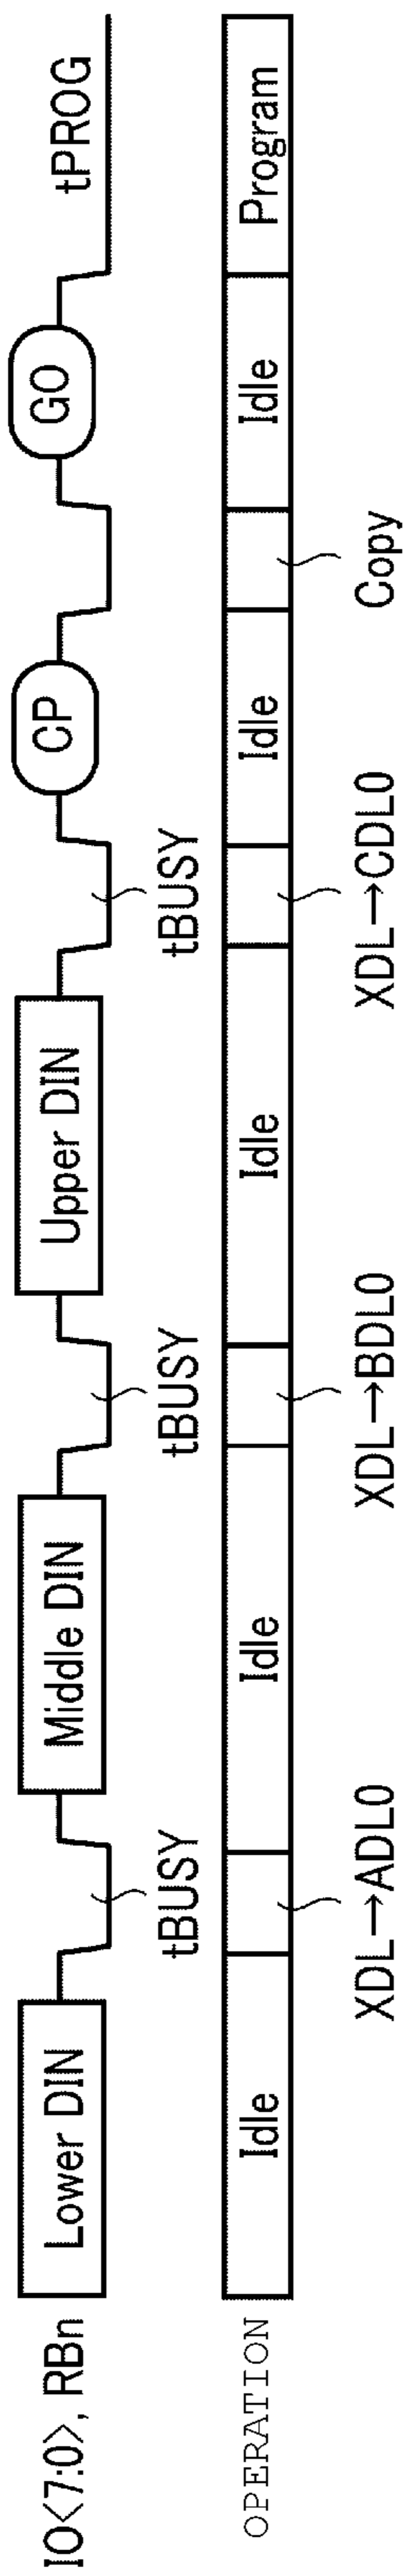 IO<7:0>, RBn
Lower DIN
tBUSY
Middle DIN
tBUSY
Upper DIN
tBUSY
CP
GO
tPROG
OPERATION
Idle
XDL→ADL0
Idle
XDL→BDL0
Idle
XDL→CDL0
Idle
Copy
Idle
Program